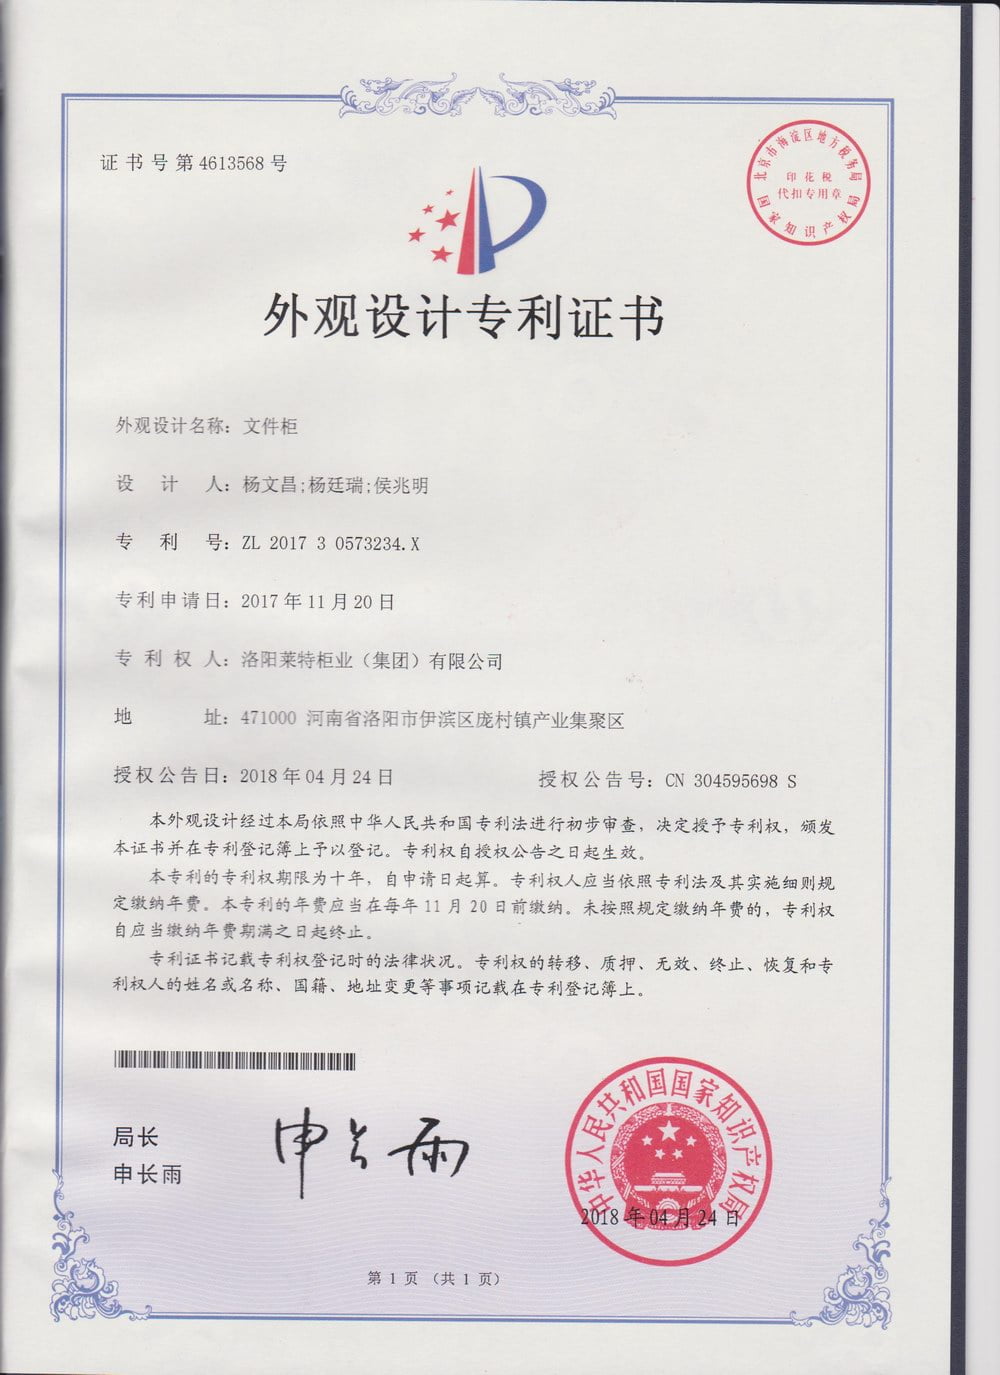 证书号第4613568号
北京市海淀区地方税务局
印花税
代扣专用章
国家知识产权局
外观设计专利证书
外观设计名称：文件柜
设计人：杨文昌;杨廷瑞;侯兆明
专利号：ZL 2017 3 0573234.X
专利申请日：2017年11月20日
专利权人：洛阳莱特柜业（集团）有限公司
地址：471000 河南省洛阳市伊滨区庞村镇产业集聚区
授权公告日：2018年04月24日 授权公告号：CN 304595698 S
本外观设计经过本局依照中华人民共和国专利法进行初步审查，决定授予专利权，颁发
本证书并在专利登记簿上予以登记。专利权自授权公告之日起生效。
本专利的专利权期限为十年，自申请日起算。专利权人应当依照专利法及其实施细则规
定缴纳年费。本专利的年费应当在每年11月20日前缴纳。未按照规定缴纳年费的，专利权
自应当缴纳年费期满之日起终止。
专利证书记载专利权登记时的法律状况。专利权的转移、质押、无效、终止、恢复和专
利权人的姓名或名称、国籍、地址变更等事项记载在专利登记簿上。
局长
申长雨
申长雨
中华人民共和国国家知识产权局
2018年04月24日
第1页（共1页）